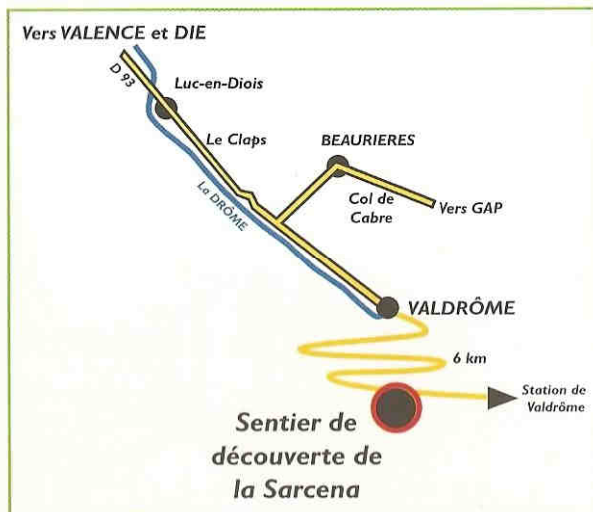 Vers VALENCE et DIE
D 93
Luc-en-Diois
Le Claps
BEAURIERES
La DRÔME
Col de
Cabre
Vers GAP
VALDRÔME
6 km
Station de
Valdrôme
Sentier de
découverte de
la Sarcena